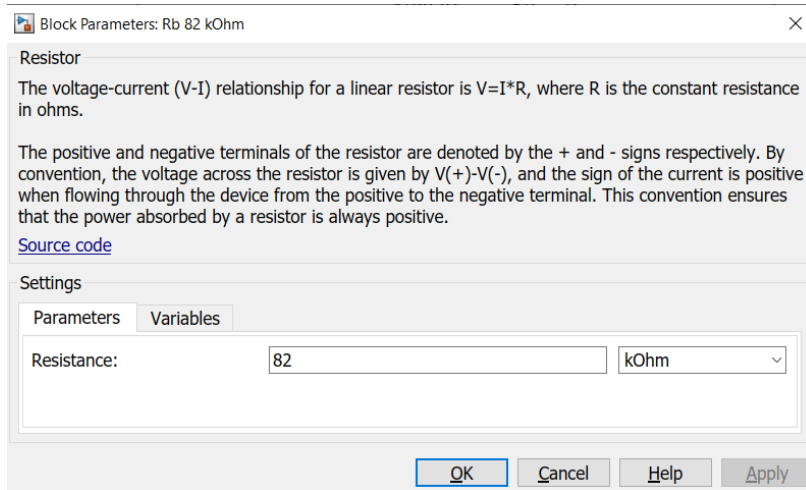 Block Parameters: Rb 82 kOhm
Resistor
The voltage-current (V-I) relationship for a linear resistor is V=I*R, where R is the constant resistance
in ohms.
The positive and negative terminals of the resistor are denoted by the + and - signs respectively. By
convention, the voltage across the resistor is given by V(+)-V(-), and the sign of the current is positive
when flowing through the device from the positive to the negative terminal. This convention ensures
that the power absorbed by a resistor is always positive.
Source code
Settings
Parameters Variables
Resistance: 82 kOhm
OK Cancel Help Apply